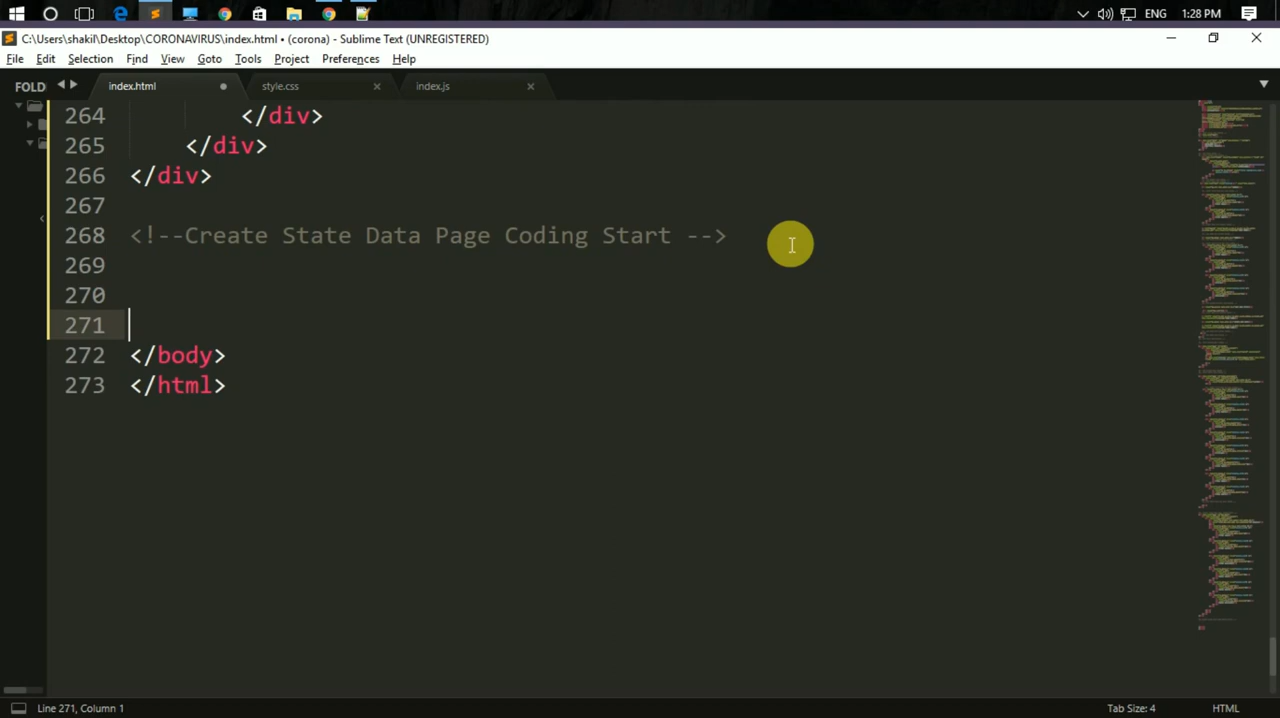 ENG 1:28 PM
C:\Users\shakil\Desktop\CORONAVIRUS\index.html • (corona) - Sublime Text (UNREGISTERED)
File Edit Selection View Goto Tools Project Preferences Help
FOLD index.html style.css index.js
264 </div>
265 </div>
266 </div>
267
268 <!--Create State Data Page Coding Start -->
269
270
271
272 </body>
273 </html>
Line 271, Column 1 Tab Size: 4 HTML